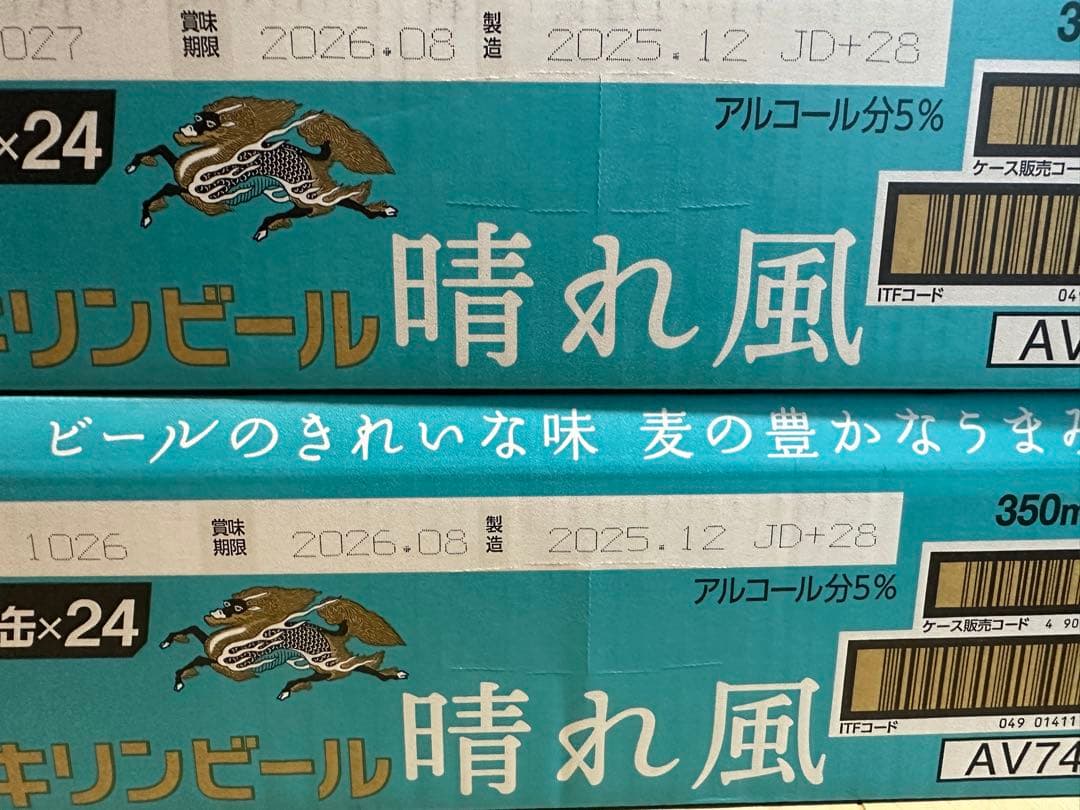 027 賞味期限 2026.08 製造 2025.12 JD+28
×24
アルコール分5%
ケース販売コー
ITFコード 04
AV
キリンビール 晴れ風
ビールのきれいな味 麦の豊かなうまみ
1026 賞味期限 2026.08 製造 2025.12 JD+28
350m
缶×24
アルコール分5%
ケース販売コード 4 90
ITFコード 049 01411
AV74
キリンビール 晴れ風